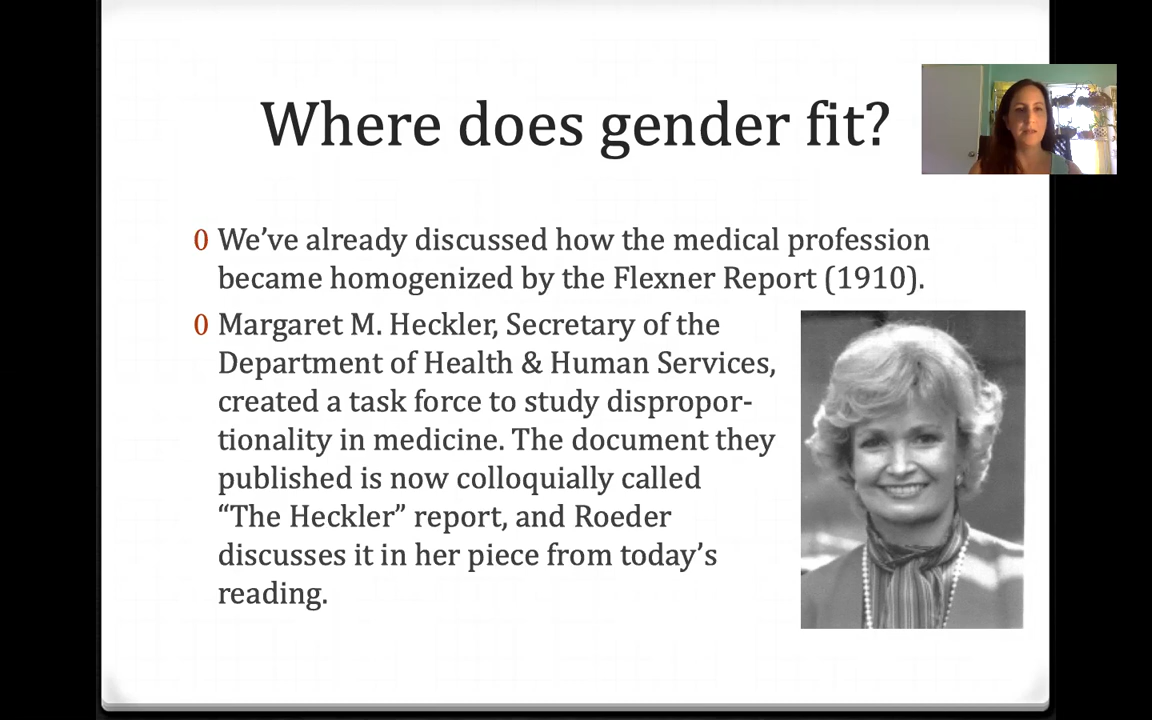 Where does gender fit?
0 We’ve already discussed how the medical profession
became homogenized by the Flexner Report (1910).
0 Margaret M. Heckler, Secretary of the
Department of Health & Human Services,
created a task force to study dispropor-
tionality in medicine. The document they
published is now colloquially called
“The Heckler” report, and Roeder
discusses it in her piece from today’s
reading.